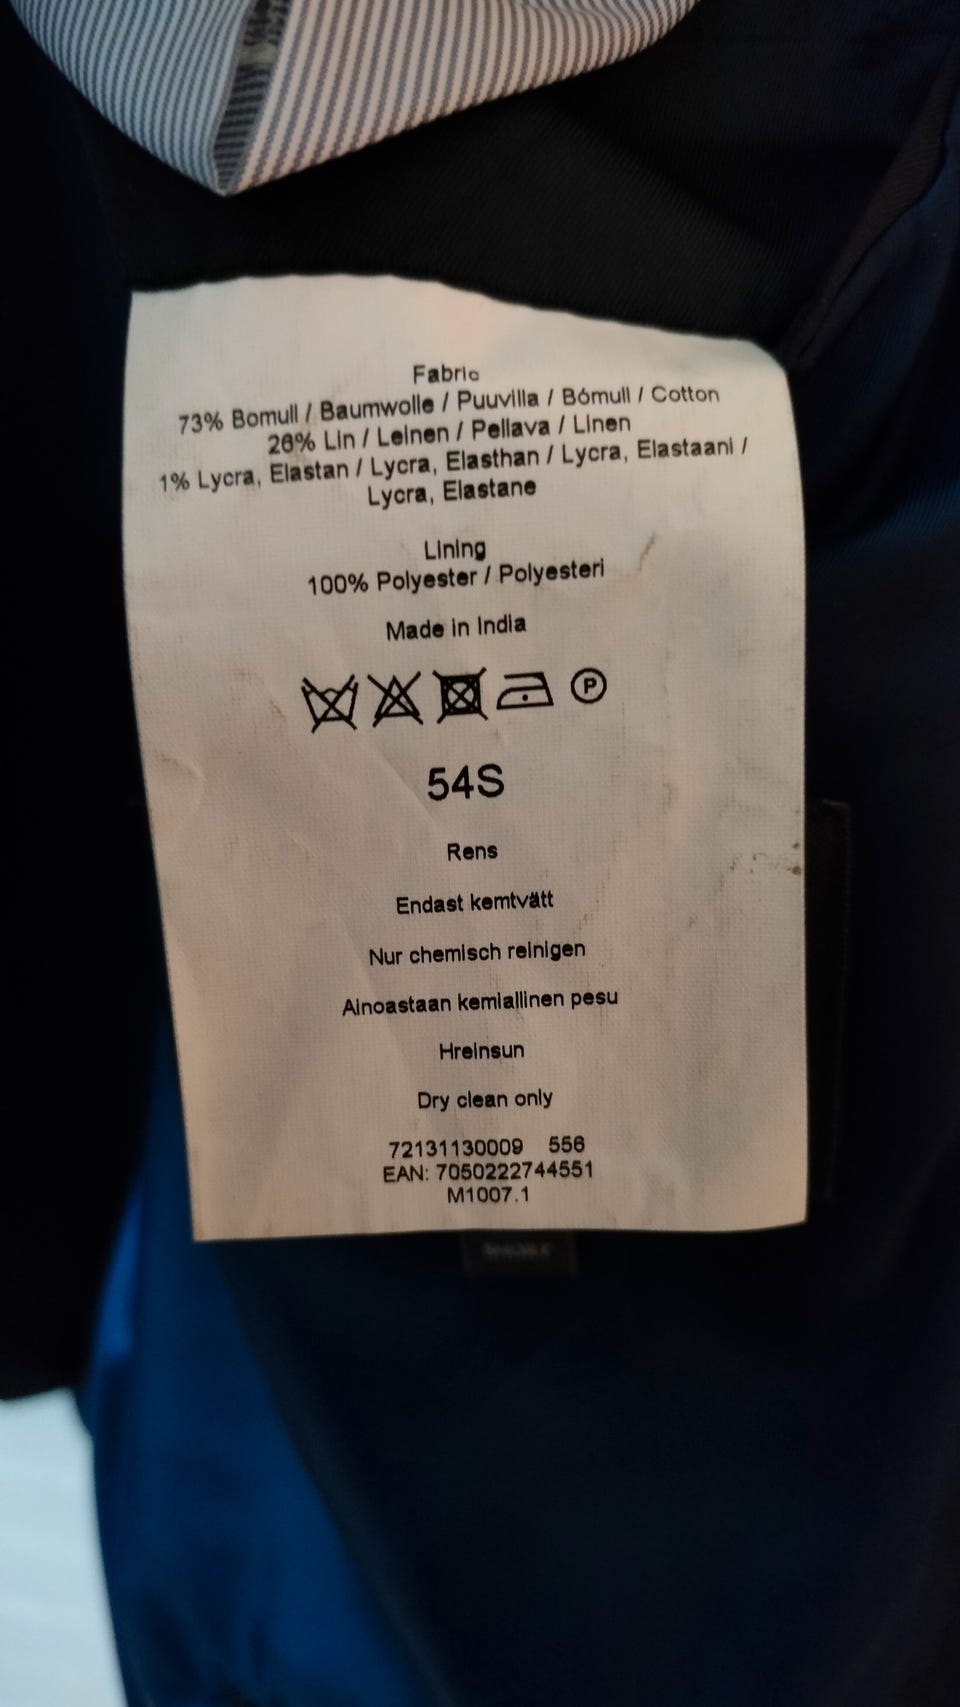 Fabric
73% Bomull / Baumwolle / Puuvilla / Bómull / Cotton
26% Lin / Leinen / Pellava / Linen
1% Lycra, Elastan / Lycra, Elasthan / Lycra, Elastaani /
Lycra, Elastane
Lining
100% Polyester / Polyesteri
Made in India
P
54S
Rens
Endast kemtvätt
Nur chemisch reinigen
Ainoastaan kemiallinen pesu
Hreinsun
Dry clean only
72131130009 556
EAN: 7050222744551
M1007.1